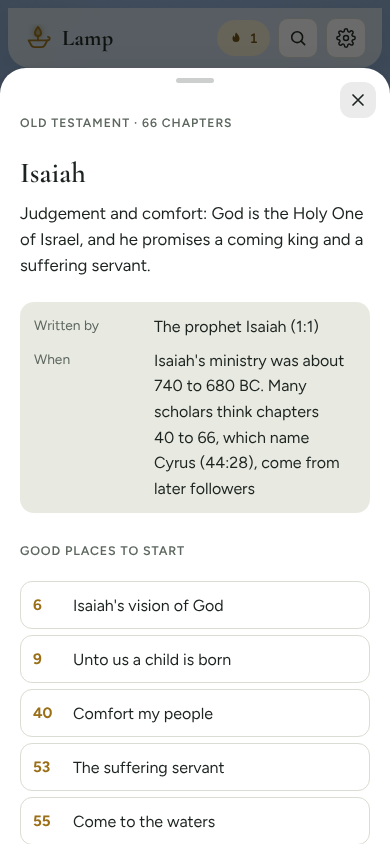 Lamp
1
OLD TESTAMENT · 66 CHAPTERS
Isaiah
Judgement and comfort: God is the Holy One
of Israel, and he promises a coming king and a
suffering servant.
Written by
The prophet Isaiah (1:1)
When
Isaiah's ministry was about
740 to 680 BC. Many
scholars think chapters
40 to 66, which name
Cyrus (44:28), come from
later followers
GOOD PLACES TO START
6 Isaiah's vision of God
9 Unto us a child is born
40 Comfort my people
53 The suffering servant
55 Come to the waters